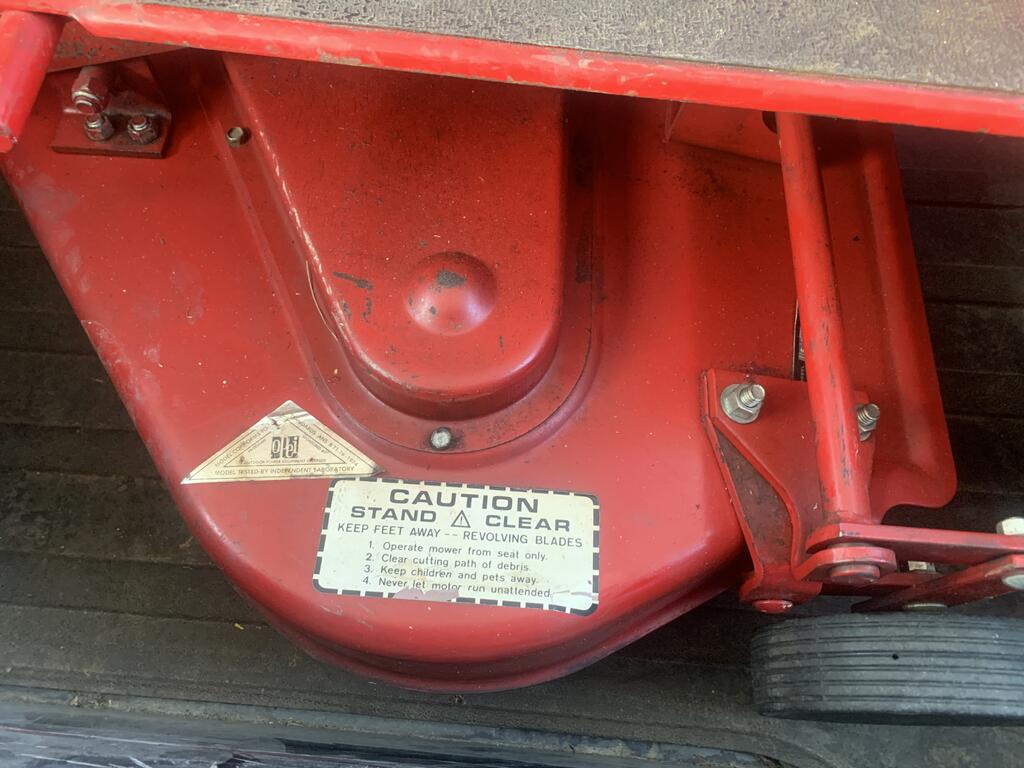 opei
MODEL TESTED BY INDEPENDENT LABORATORY
CAUTION
STAND ⚠ CLEAR
KEEP FEET AWAY -- REVOLVING BLADES
1. Operate mower from seat only.
2. Clear cutting path of debris.
3. Keep children and pets away.
4. Never let motor run unattended.